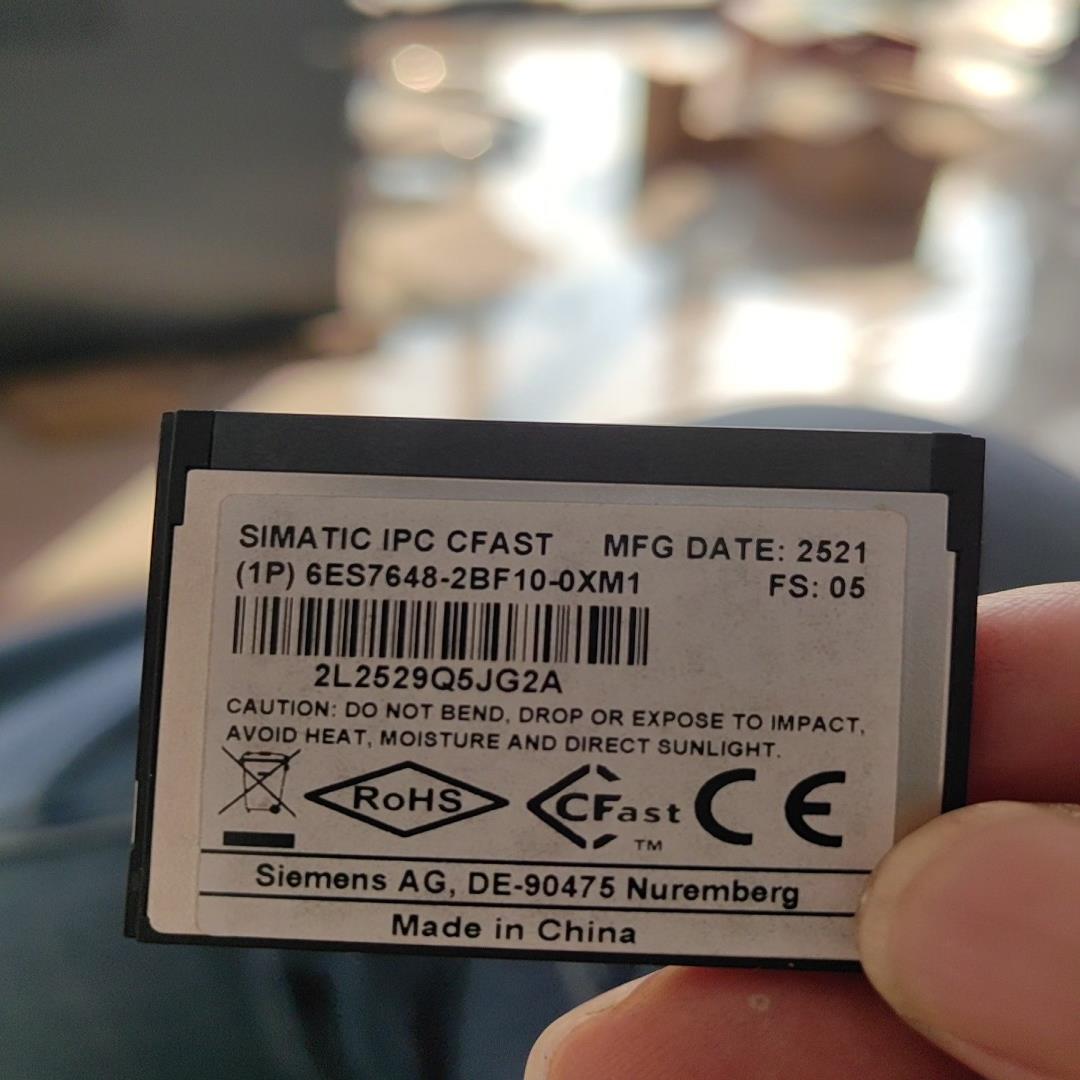 SIMATIC IPC CFAST MFG DATE: 2521
(1P) 6ES7648-2BF10-0XM1 FS: 05
2L2529Q5JG2A
CAUTION: DO NOT BEND, DROP OR EXPOSE TO IMPACT,
AVOID HEAT, MOISTURE AND DIRECT SUNLIGHT.
RoHS CFast TM CE
Siemens AG, DE-90475 Nuremberg
Made in China